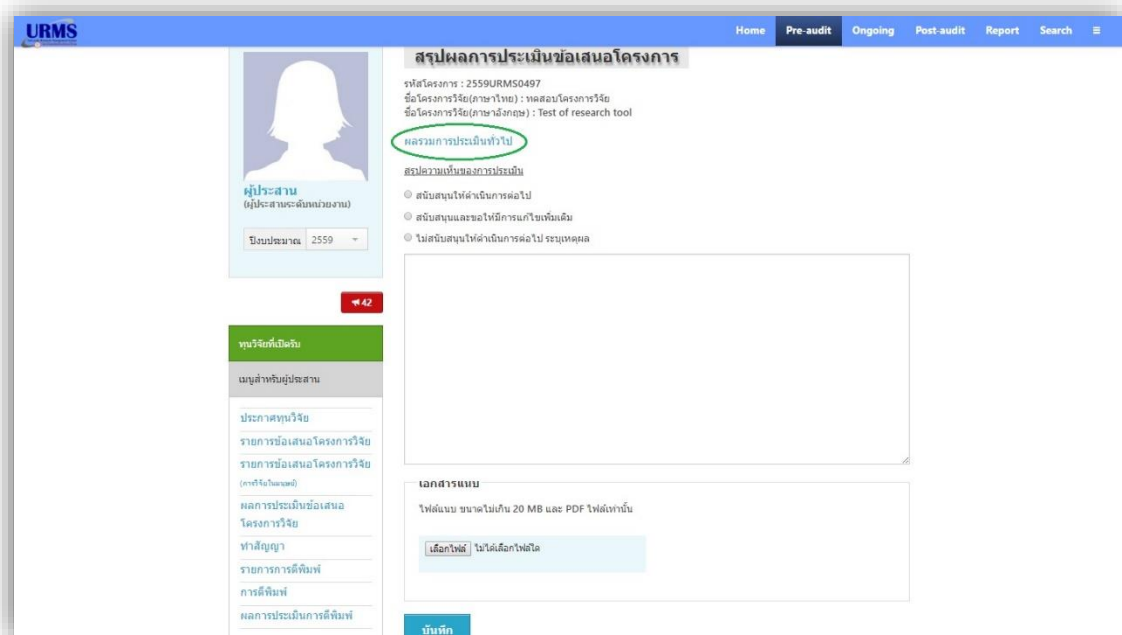 URMS
Home Pre-audit Ongoing Post-audit Report Search
ผู้ประสาน
(ผู้ประสานระดับหน่วยงาน)
ปีงบประมาณ 2559
42
ทุนวิจัยที่เปิดรับ
เมนูสำหรับผู้ประสาน
ประกาศทุนวิจัย
รายการข้อเสนอโครงการวิจัย
รายการข้อเสนอโครงการวิจัย
(การวิจัยในมนุษย์)
ผลการประเมินข้อเสนอ
โครงการวิจัย
ทำสัญญา
รายการการตีพิมพ์
การตีพิมพ์
ผลการประเมินการตีพิมพ์
สรุปผลการประเมินข้อเสนอโครงการ
รหัสโครงการ : 2559URMS0497
ชื่อโครงการวิจัย(ภาษาไทย) : ทดสอบโครงการวิจัย
ชื่อโครงการวิจัย(ภาษาอังกฤษ) : Test of research tool
ผลรวมการประเมินทั่วไป
สรุปความเห็นของการประเมิน
สนับสนุนให้ดำเนินการต่อไป
สนับสนุนและขอให้มีการแก้ไขเพิ่มเติม
ไม่สนับสนุนให้ดำเนินการต่อไป ระบุเหตุผล
เอกสารแนบ
ไฟล์แนบ ขนาดไม่เกิน 20 MB และ PDF ไฟล์เท่านั้น
เลือกไฟล์ ไม่ได้เลือกไฟล์ใด
บันทึก